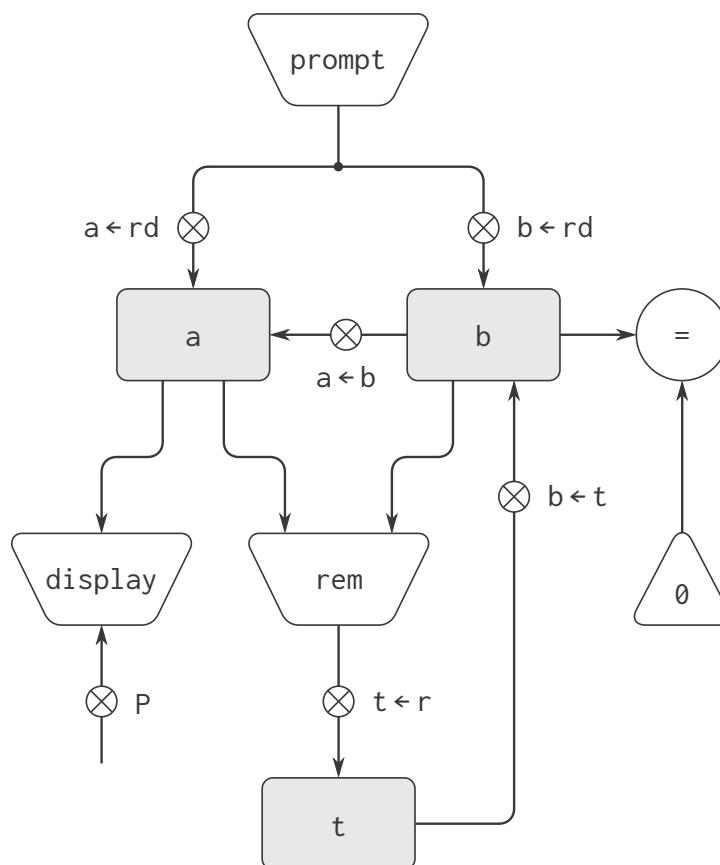 prompt
a←rd
b←rd
a
b
=
a←b
b←t
display
rem
0
P
t←r
t